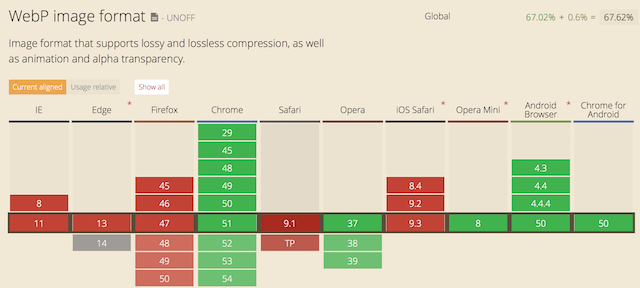 WebP image format - UNOFF
Global 67.02% + 0.6% = 67.62%
Image format that supports lossy and lossless compression, as well
as animation and alpha transparency.
Current aligned Usage relative Show all
IE Edge * Firefox Chrome Safari Opera iOS Safari * Opera Mini * Android Browser * Chrome for Android
29
45
48 4.3
45 49 8.4 4.4
8 46 50 9.2 4.4.4
11 13 47 51 9.1 37 9.3 8 50 50
14 48 52 TP 38
49 53 39
50 54